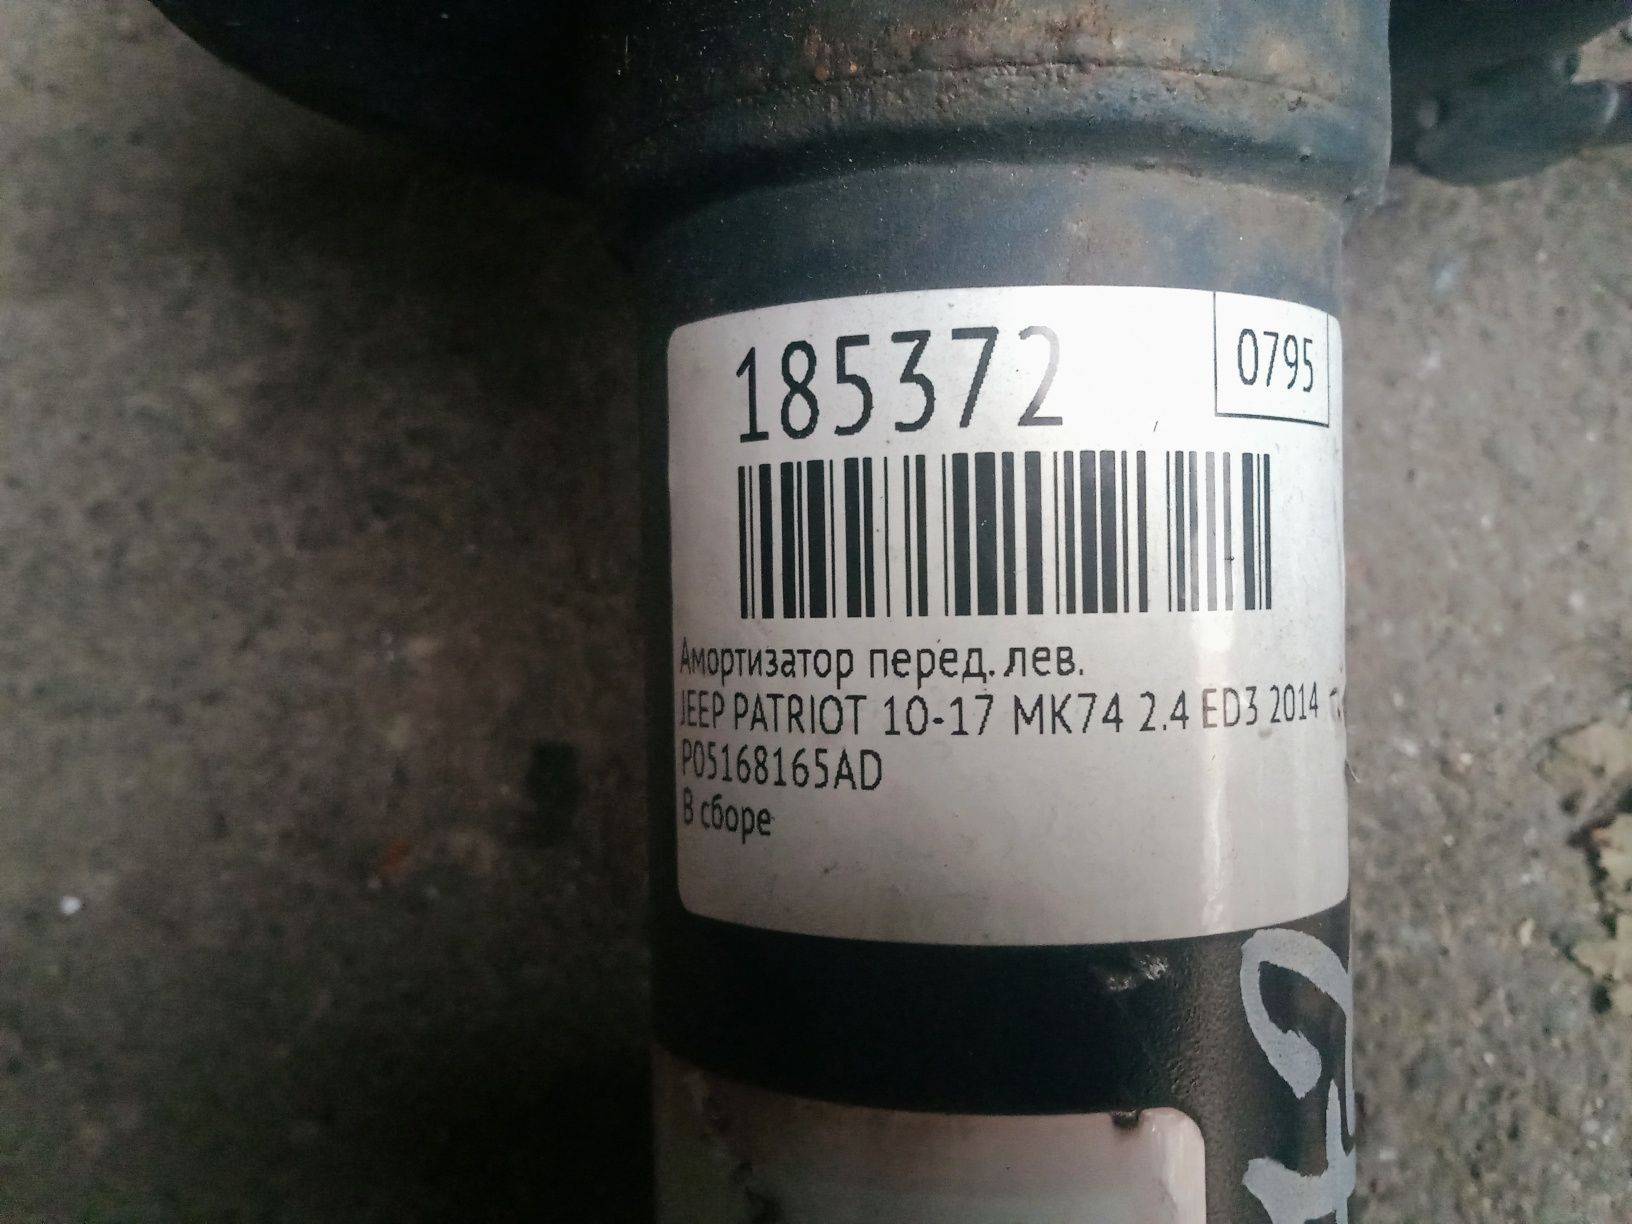 185372
0795
Амортизатор перед. лев.
JEEP PATRIOT 10-17 MK74 2.4 ED3 2014 г.
P05168165AD
В сборе